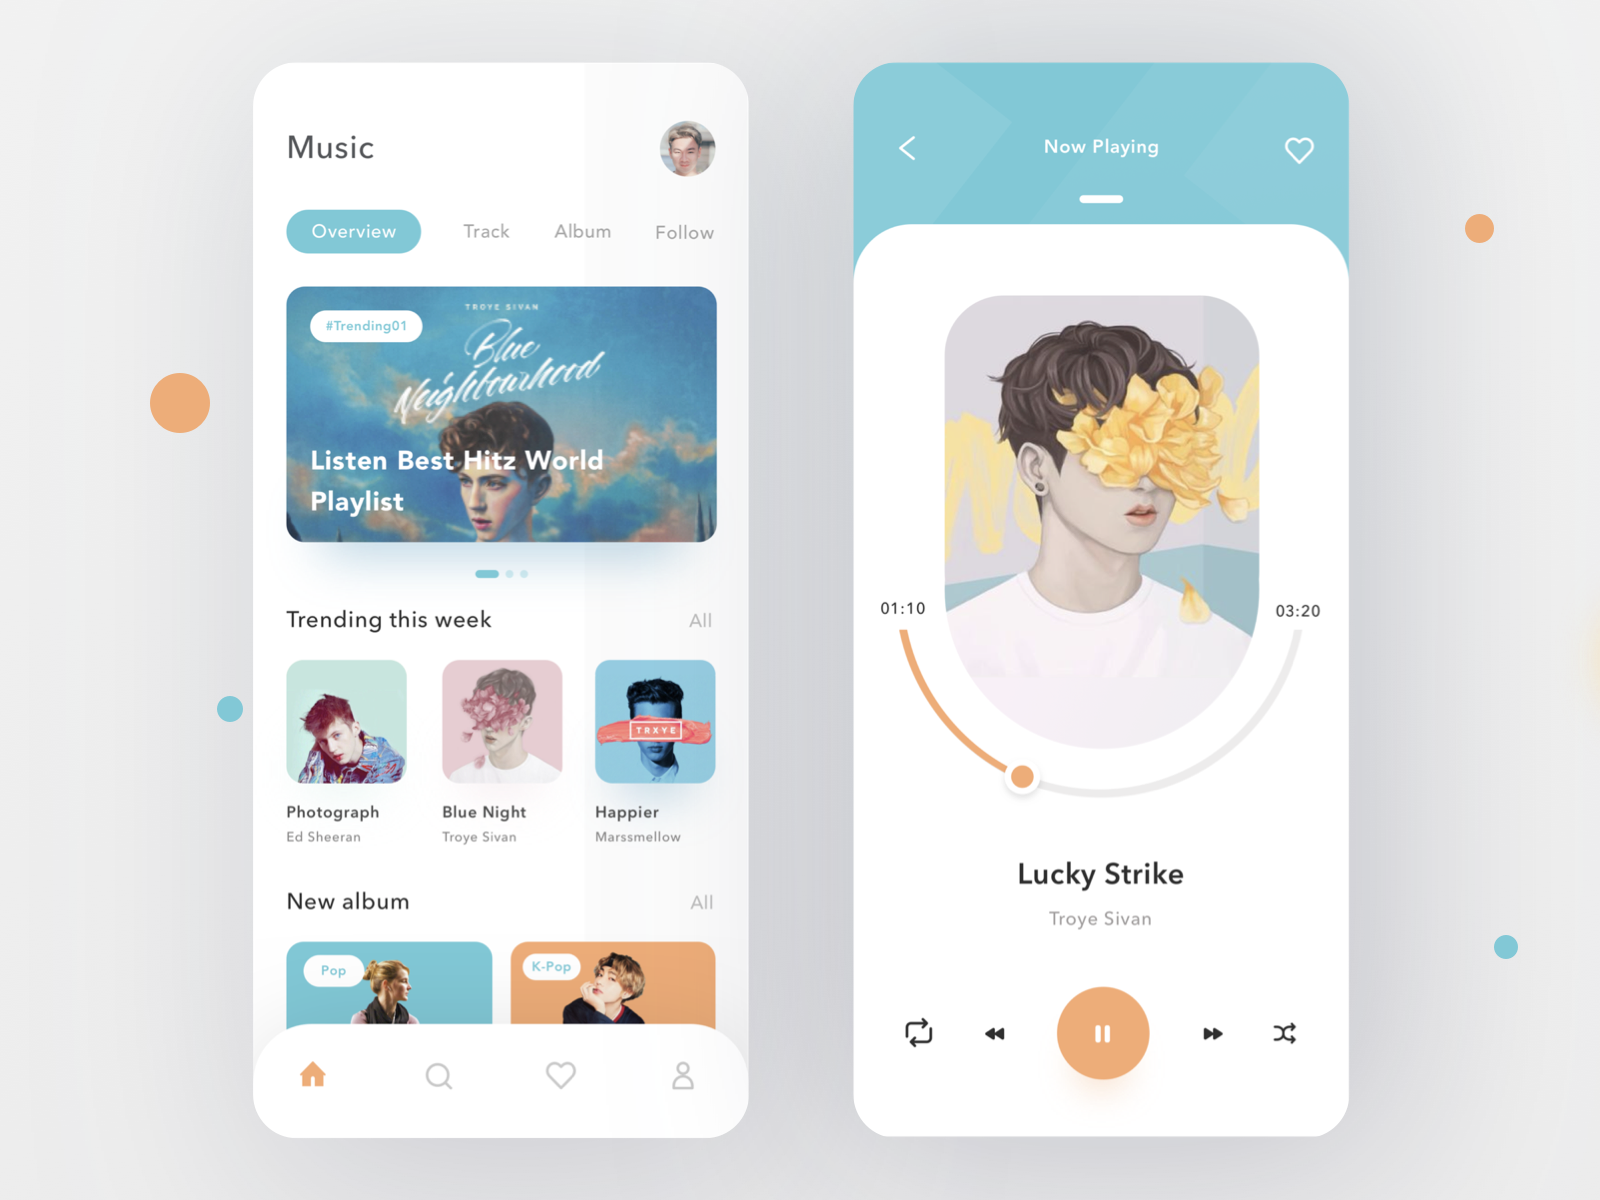 Music
Overview
Track
Album
Follow
#Trending01
TROYE SIVAN
Blue
Neighbourhood
Listen Best Hitz World
Playlist
Trending this week
All
TRXYE
Photograph
Blue Night
Happier
Ed Sheeran
Troye Sivan
Marssmellow
New album
All
Pop
K-Pop
Now Playing
01:10
03:20
Lucky Strike
Troye Sivan